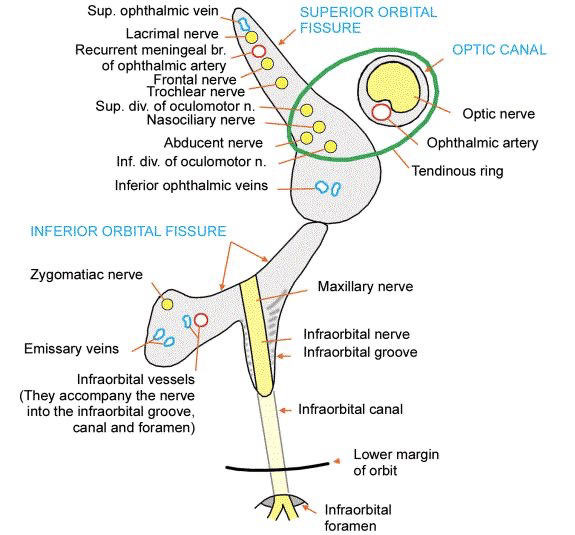 Sup. ophthalmic vein
SUPERIOR ORBITAL
FISSURE
Lacrimal nerve
Recurrent meningeal br.
of ophthalmic artery
OPTIC CANAL
Frontal nerve
Trochlear nerve
Sup. div. of oculomotor n.
Nasociliary nerve
Optic nerve
Abducent nerve
Ophthalmic artery
Inf. div. of oculomotor n.
Tendinous ring
Inferior ophthalmic veins
INFERIOR ORBITAL FISSURE
Zygomatiac nerve
Maxillary nerve
Infraorbital nerve
Emissary veins
Infraorbital groove
Infraorbital vessels
(They accompany the nerve
into the infraorbital groove,
canal and foramen)
Infraorbital canal
Lower margin
of orbit
Infraorbital
foramen